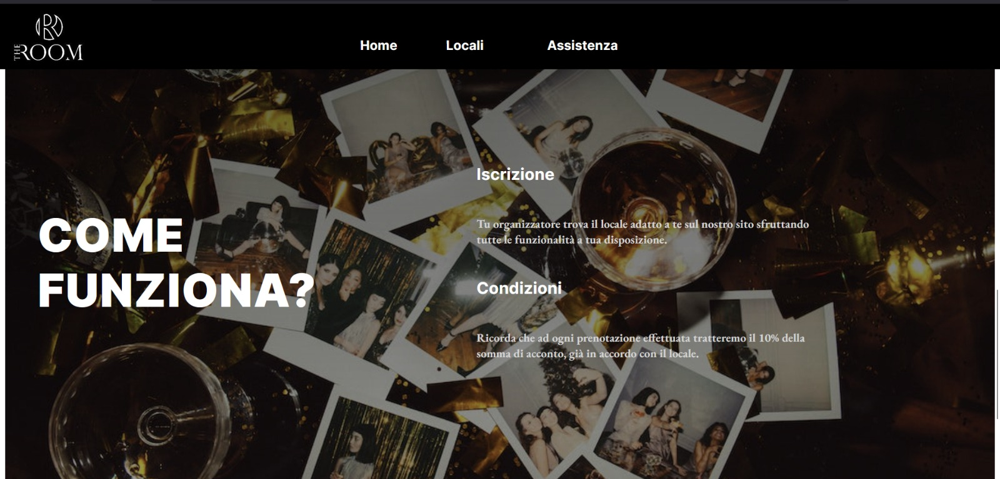 R
THE ROOM
Home Locali Assistenza
COME
FUNZIONA?
Iscrizione
Tu organizzatore trova il locale adatto a te sul nostro sito sfruttando
tutte le funzionalità a tua disposizione.
Condizioni
Ricorda che ad ogni prenotazione effettuata tratteremo il 10% della
somma di acconto, già in accordo con il locale.